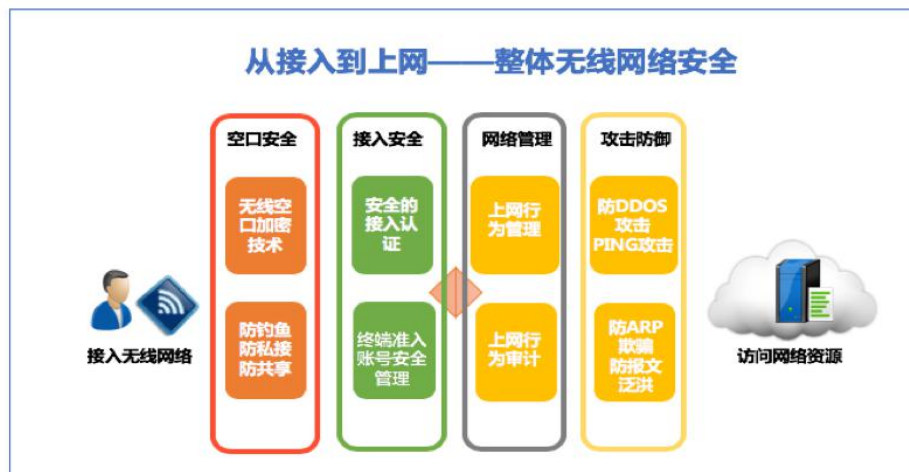 从接入到上网——整体无线网络安全
空口安全
无线空
口加密
技术
防钓鱼
防私接
防共享
接入安全
安全的
接入认
证
终端准入
账号安全
管理
网络管理
上网行
为管理
上网行
为审计
攻击防御
防DDOS
攻击
PING攻击
防ARP
欺骗
防报文
泛洪
接入无线网络
访问网络资源